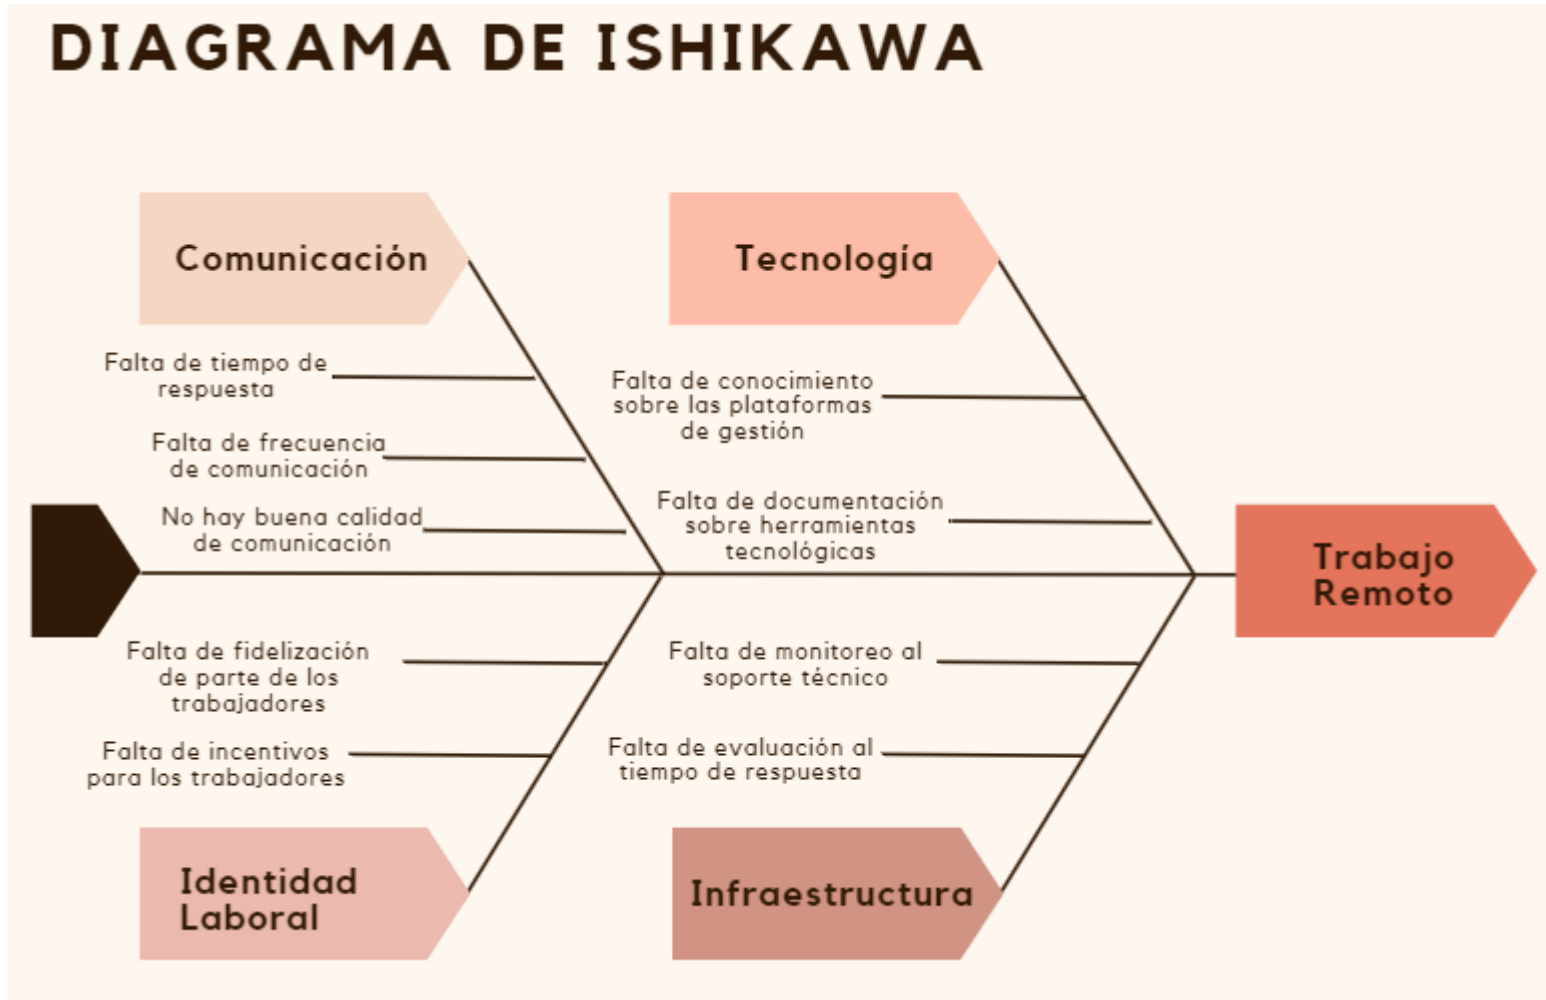 DIAGRAMA DE ISHIKAWA
Comunicación
Falta de tiempo de
respuesta
Falta de frecuencia
de comunicación
No hay buena calidad
de comunicación
Tecnología
Falta de conocimiento
sobre las plataformas
de gestión
Falta de documentación
sobre herramientas
tecnológicas
Trabajo
Remoto
Falta de fidelización
de parte de los
trabajadores
Falta de incentivos
para los trabajadores
Identidad
Laboral
Falta de monitoreo al
soporte técnico
Falta de evaluación al
tiempo de respuesta
Infraestructura